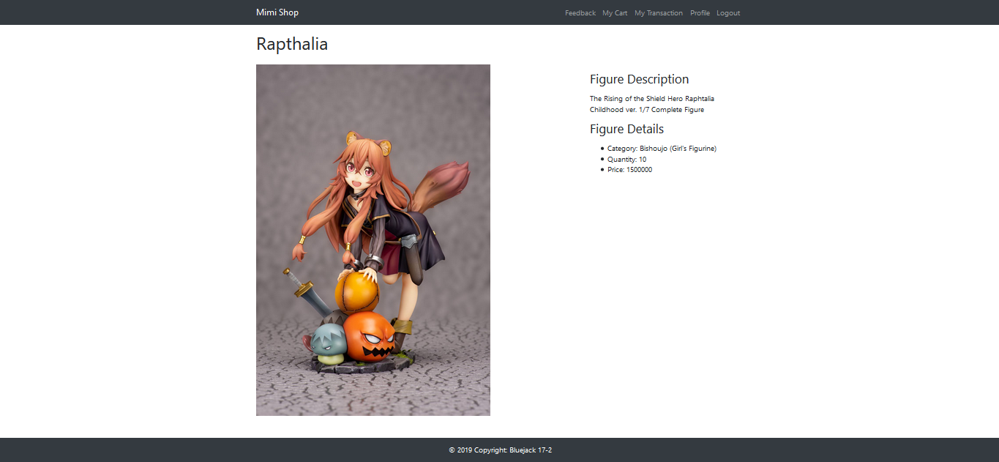 Mimi Shop
Feedback My Cart My Transaction Profile Logout
Rapthalia
Figure Description
The Rising of the Shield Hero Raphtalia
Childhood ver. 1/7 Complete Figure
Figure Details
Category: Bishoujo (Girl's Figurine)
Quantity: 10
Price: 1500000
© 2019 Copyright: Bluejack 17-2